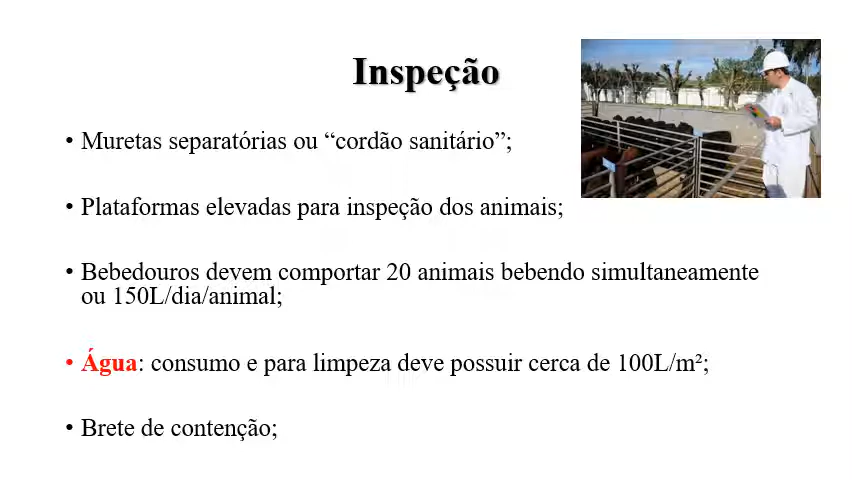 Inspeção
• Muretas separatórias ou “cordão sanitário”;
• Plataformas elevadas para inspeção dos animais;
• Bebedouros devem comportar 20 animais bebendo simultaneamente
ou 150L/dia/animal;
• Água: consumo e para limpeza deve possuir cerca de 100L/m²;
• Brete de contenção;